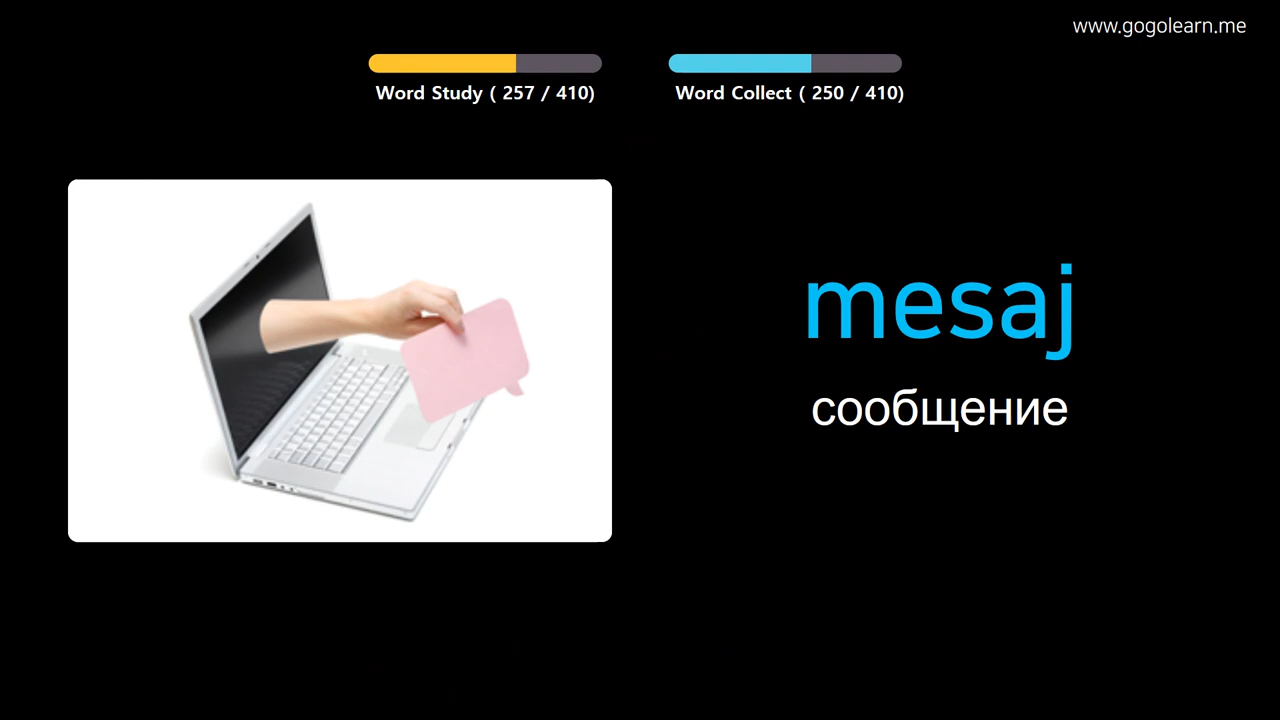 www.gogolearn.me
Word Study ( 257 / 410)
Word Collect ( 250 / 410)
mesaj
сообщение